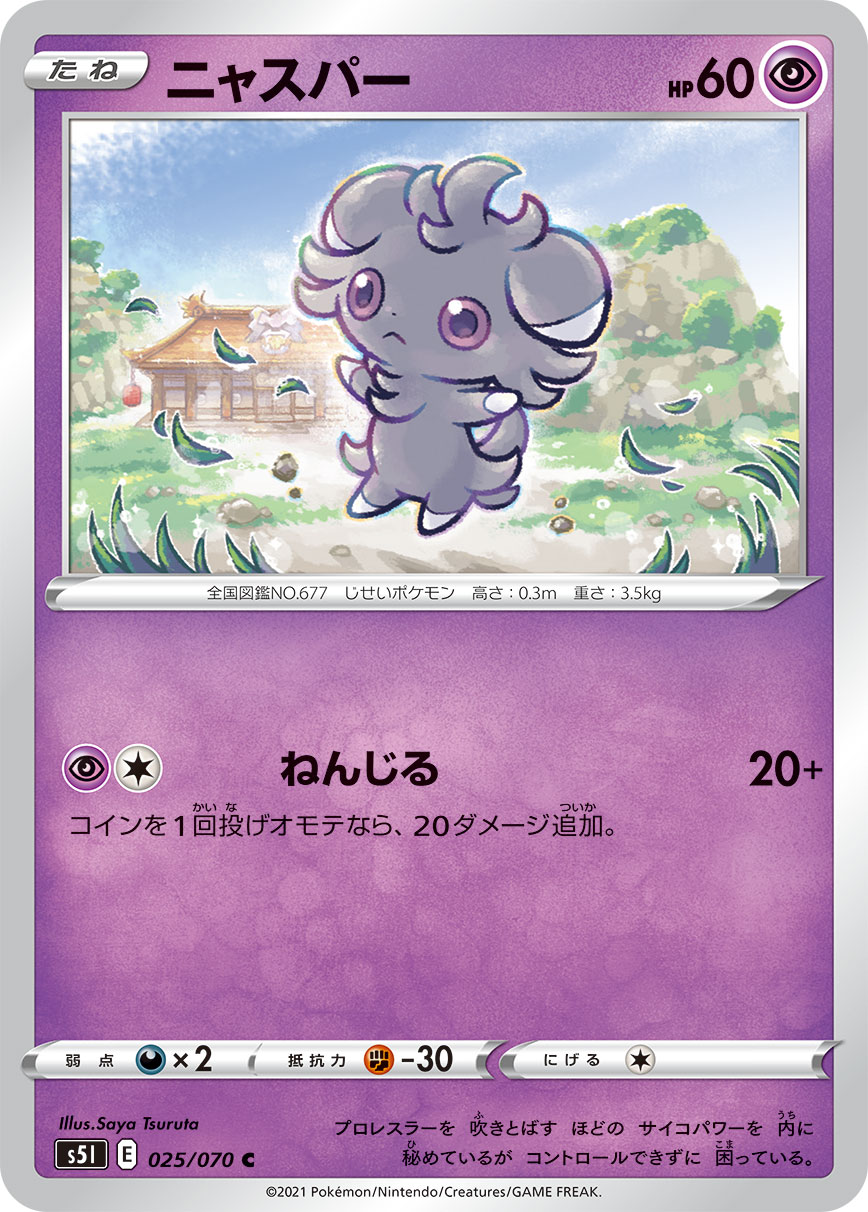 たね ニャスパー HP60
全国図鑑NO.677 じせいポケモン 高さ：0.3m 重さ：3.5kg
ねんじる 20+
コインを1回投げオモテなら、20ダメージ追加。
弱点 ×2 抵抗力 -30 にげる
Illus.Saya Tsuruta
プロレスラーを 吹きとばす ほどの サイコパワーを 内に
秘めているが コントロールできずに 困っている。
s5I E 025/070 C
©2021 Pokémon/Nintendo/Creatures/GAME FREAK.